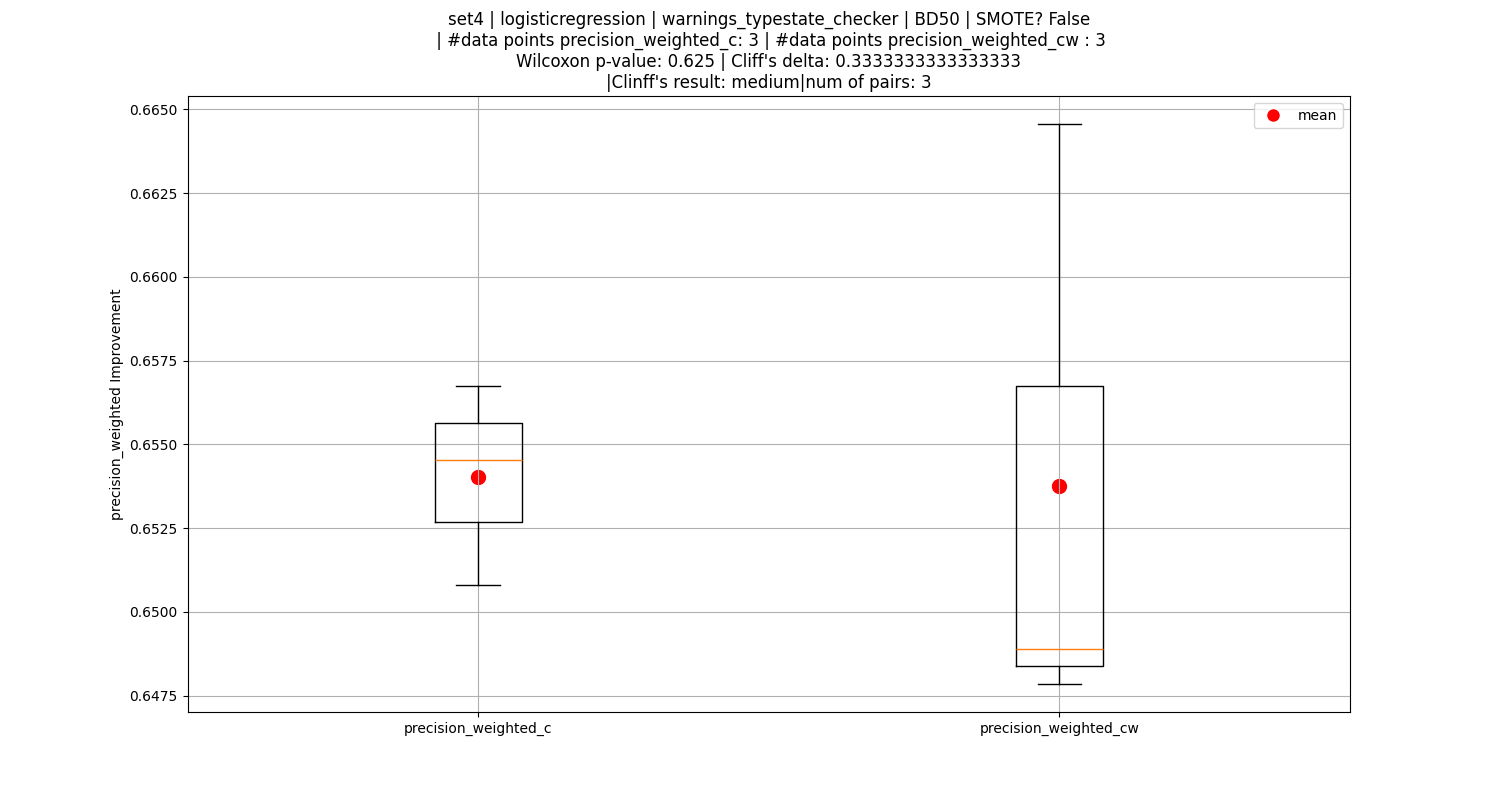 set4 | logisticregression | warnings_typestate_checker | BD50 | SMOTE? False
| #data points precision_weighted_c: 3 | #data points precision_weighted_cw : 3
Wilcoxon p-value: 0.625 | Cliff's delta: 0.3333333333333333
|Clinff's result: medium|num of pairs: 3
mean
0.6650
0.6625
0.6600
0.6575
0.6550
0.6525
0.6500
0.6475
precision_weighted Improvement
precision_weighted_c
precision_weighted_cw